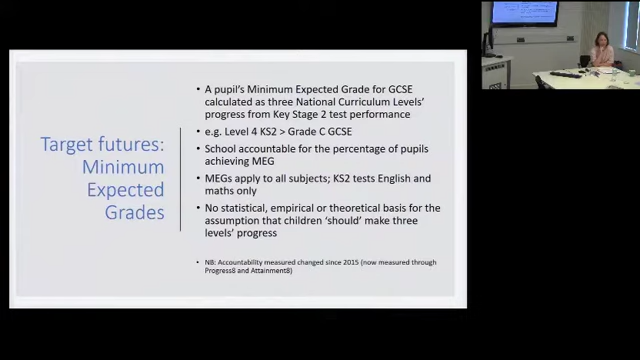 Target futures:
Minimum
Expected
Grades
• A pupil's Minimum Expected Grade for GCSE
calculated as three National Curriculum Levels'
progress from Key Stage 2 test performance
• e.g. Level 4 KS2 > Grade C GCSE
• School accountable for the percentage of pupils
achieving MEG
• MEGs apply to all subjects; KS2 tests English and
maths only
• No statistical, empirical or theoretical basis for the
assumption that children 'should' make three
levels' progress
• NB: Accountability measured changed since 2015 (now measured through
Progress8 and Attainment8)